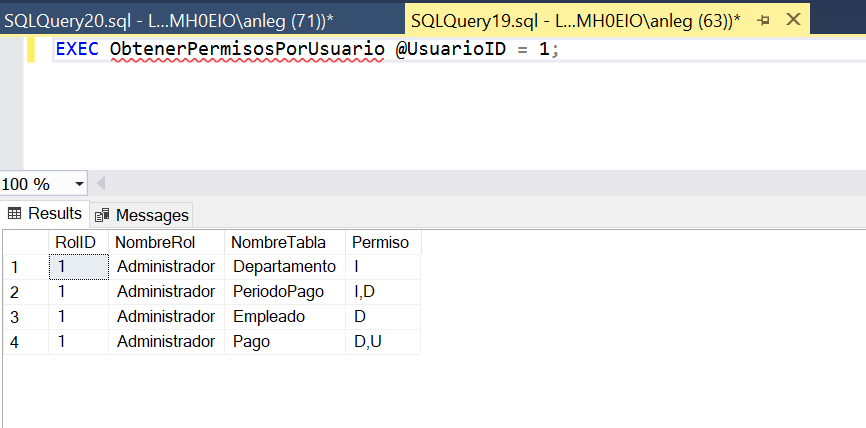 SQLQuery20.sql - L...MH0EIO\anleg (71))* SQLQuery19.sql - L...MH0EIO\anleg (63))*
EXEC ObtenerPermisosPorUsuario @UsuarioID = 1;
100 %
Results Messages
RolID NombreRol NombreTabla Permiso
1 1 Administrador Departamento I
2 1 Administrador PeriodoPago I,D
3 1 Administrador Empleado D
4 1 Administrador Pago D,U